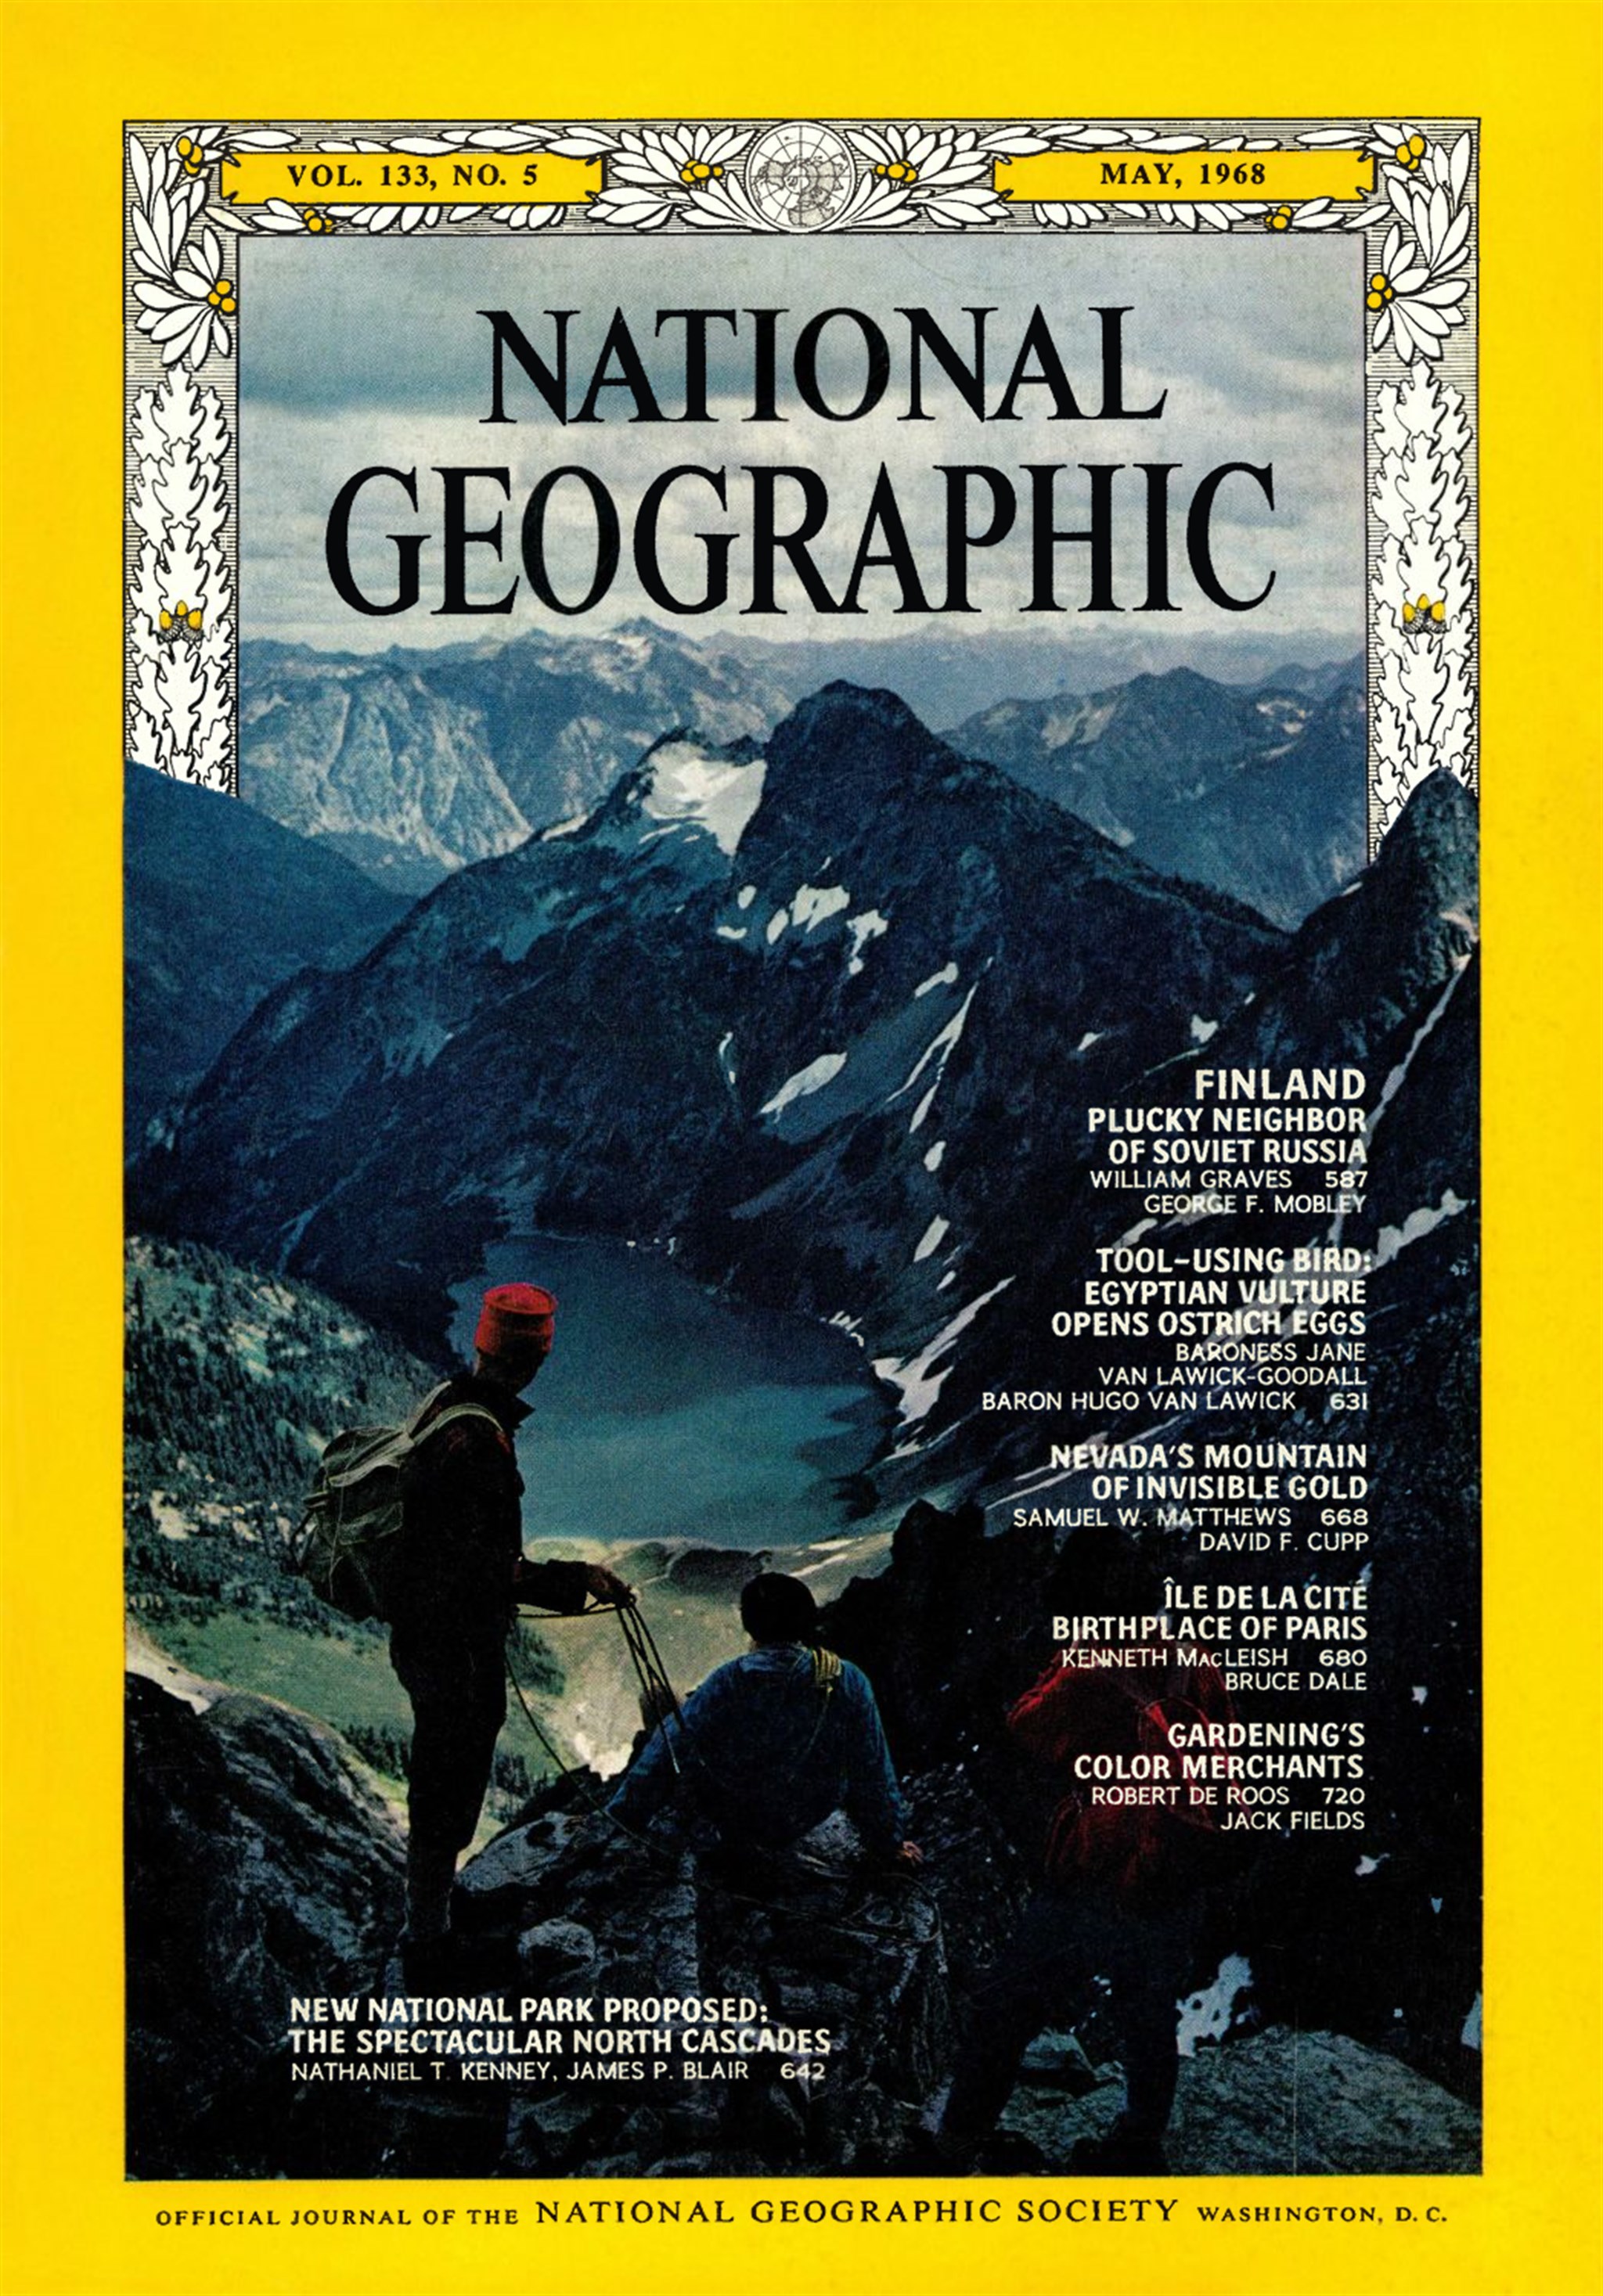 VOL. 133, NO. 5
MAY, 1968
NATIONAL
GEOGRAPHIC
FINLAND
PLUCKY NEIGHBOR
OF SOVIET RUSSIA
WILLIAM GRAVES 587
GEORGE F. MOBLEY
TOOL-USING BIRD:
EGYPTIAN VULTURE
OPENS OSTRICH EGGS
BARONESS JANE
VAN LAWICK-GOODALL
BARON HUGO VAN LAWICK 631
NEVADA'S MOUNTAIN
OF INVISIBLE GOLD
SAMUEL W. MATTHEWS 668
DAVID F. CUPP
ÎLE DE LA CITÉ
BIRTHPLACE OF PARIS
KENNETH MacLEISH 680
BRUCE DALE
GARDENING'S
COLOR MERCHANTS
ROBERT DE ROOS 720
JACK FIELDS
NEW NATIONAL PARK PROPOSED:
THE SPECTACULAR NORTH CASCADES
NATHANIEL T. KENNEY, JAMES P. BLAIR 642
OFFICIAL JOURNAL OF THE NATIONAL GEOGRAPHIC SOCIETY WASHINGTON, D. C.